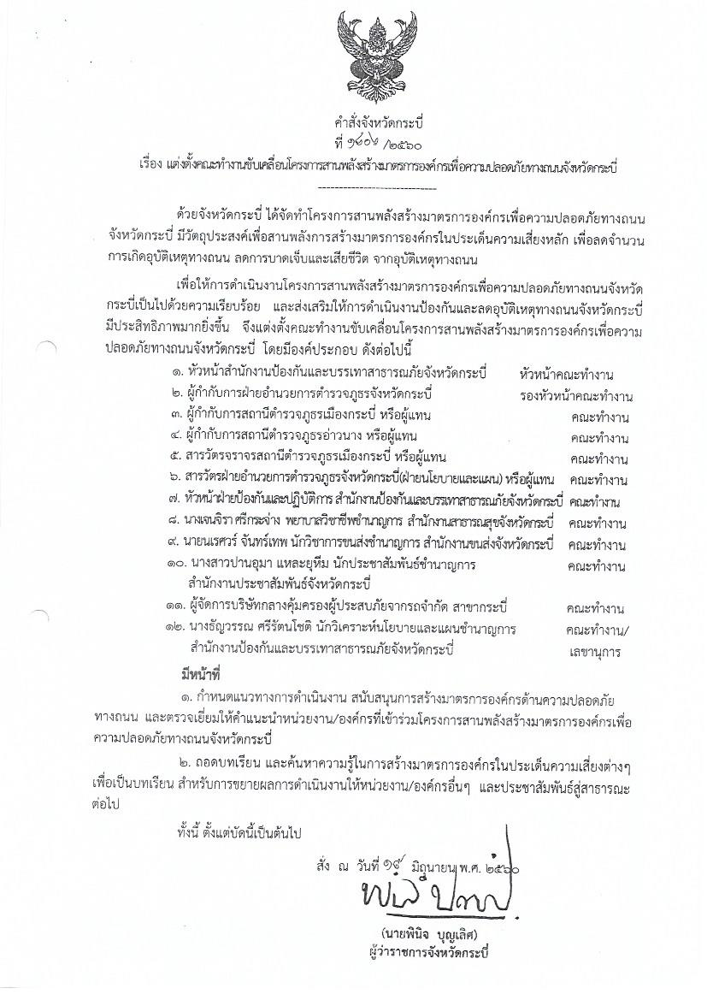 คำสั่งจังหวัดกระบี่
ที่ /๒๕๖๐
เรื่อง แต่งตั้งคณะทำงานขับเคลื่อนโครงการสานพลังสร้างมาตรการองค์กรเพื่อความปลอดภัยทางถนนจังหวัดกระบี่
----------------------------
ด้วยจังหวัดกระบี่ ได้จัดทำโครงการสานพลังสร้างมาตรการองค์กรเพื่อความปลอดภัยทางถนน
จังหวัดกระบี่ มีวัตถุประสงค์เพื่อสานพลังการสร้างมาตรการองค์กรในประเด็นความเสี่ยงหลัก เพื่อลดจำนวน
การเกิดอุบัติเหตุทางถนน ลดการบาดเจ็บและเสียชีวิต จากอุบัติเหตุทางถนน
เพื่อให้การดำเนินงานโครงการสานพลังสร้างมาตรการองค์กรเพื่อความปลอดภัยทางถนนจังหวัด
กระบี่เป็นไปด้วยความเรียบร้อย และส่งเสริมให้การดำเนินงานป้องกันและลดอุบัติเหตุทางถนนจังหวัดกระบี่
มีประสิทธิภาพมากยิ่งขึ้น จึงแต่งตั้งคณะทำงานขับเคลื่อนโครงการสานพลังสร้างมาตรการองค์กรเพื่อความ
ปลอดภัยทางถนนจังหวัดกระบี่ โดยมีองค์ประกอบ ดังต่อไปนี้
๑. หัวหน้าสำนักงานป้องกันและบรรเทาสาธารณภัยจังหวัดกระบี่ หัวหน้าคณะทำงาน
๒. ผู้กำกับการฝ่ายอำนวยการตำรวจภูธรจังหวัดกระบี่ รองหัวหน้าคณะทำงาน
๓. ผู้กำกับการสถานีตำรวจภูธรเมืองกระบี่ หรือผู้แทน คณะทำงาน
๔. ผู้กำกับการสถานีตำรวจภูธรอ่าวนาง หรือผู้แทน คณะทำงาน
๕. สารวัตรจราจรสถานีตำรวจภูธรเมืองกระบี่ หรือผู้แทน คณะทำงาน
๖. สารวัตรฝ่ายอำนวยการตำรวจภูธรจังหวัดกระบี่(ฝ่ายนโยบายและแผน) หรือผู้แทน คณะทำงาน
๗. หัวหน้าฝ่ายป้องกันและปฏิบัติการ สำนักงานป้องกันและบรรเทาสาธารณภัยจังหวัดกระบี่ คณะทำงาน
๘. นางเจนจิรา ศรีกระจ่าง พยาบาลวิชาชีพชำนาญการ สำนักงานสาธารณสุขจังหวัดกระบี่ คณะทำงาน
๙. นายนเรศวร์ จันทร์เทพ นักวิชาการขนส่งชำนาญการ สำนักงานขนส่งจังหวัดกระบี่ คณะทำงาน
๑๐. นางสาวปานอุมา แหละยุหีม นักประชาสัมพันธ์ชำนาญการ คณะทำงาน
สำนักงานประชาสัมพันธ์จังหวัดกระบี่
๑๑. ผู้จัดการบริษัทกลางคุ้มครองผู้ประสบภัยจากรถจำกัด สาขากระบี่ คณะทำงาน
๑๒. นางธัญวรรณ ศรีรัตนโชติ นักวิเคราะห์นโยบายและแผนชำนาญการ คณะทำงาน/
สำนักงานป้องกันและบรรเทาสาธารณภัยจังหวัดกระบี่ เลขานุการ
มีหน้าที่
๑. กำหนดแนวทางการดำเนินงาน สนับสนุนการสร้างมาตรการองค์กรด้านความปลอดภัย
ทางถนน และตรวจเยี่ยมให้คำแนะนำหน่วยงาน/องค์กรที่เข้าร่วมโครงการสานพลังสร้างมาตรการองค์กรเพื่อ
ความปลอดภัยทางถนนจังหวัดกระบี่
๒. ถอดบทเรียน และค้นหาความรู้ในการสร้างมาตรการองค์กรในประเด็นความเสี่ยงต่างๆ
เพื่อเป็นบทเรียน สำหรับการขยายผลการดำเนินงานให้หน่วยงาน/องค์กรอื่นๆ และประชาสัมพันธ์สู่สาธารณะ
ต่อไป
ทั้งนี้ ตั้งแต่บัดนี้เป็นต้นไป
สั่ง ณ วันที่ ๑๙ มิถุนายน พ.ศ. ๒๕๖๐
(นายพินิจ บุญเลิศ)
ผู้ว่าราชการจังหวัดกระบี่